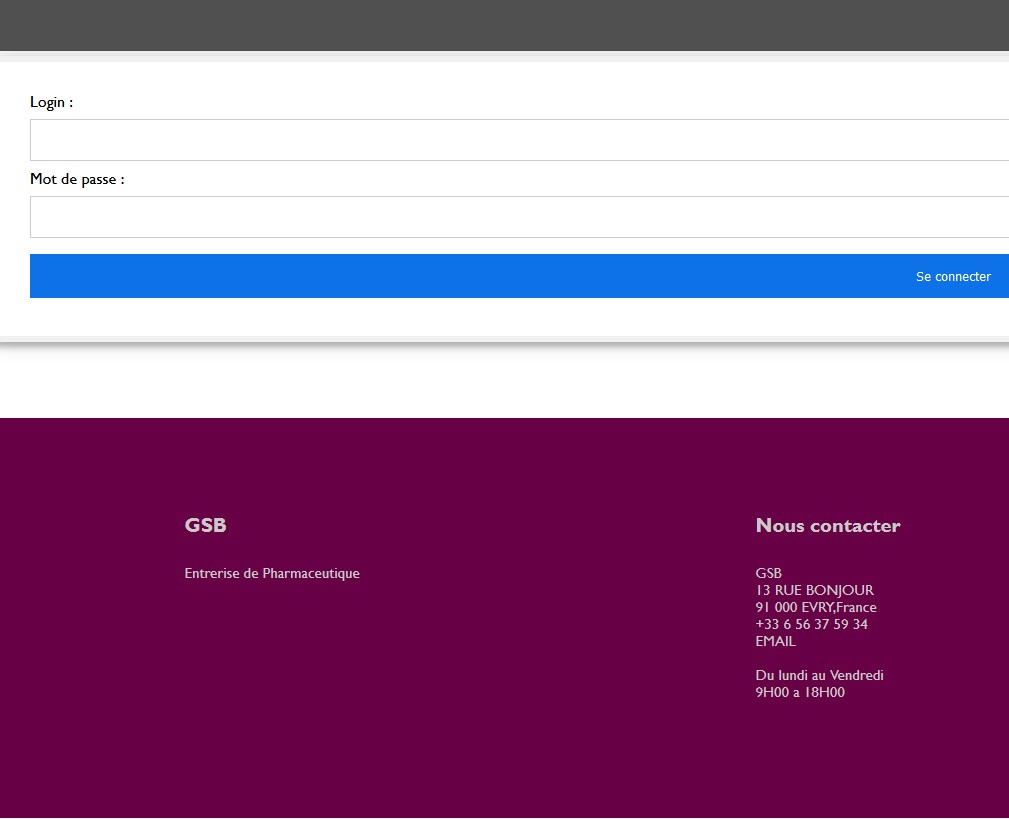 Login :
Mot de passe :
Se connecter
GSB
Entrerise de Pharmaceutique
Nous contacter
GSB
13 RUE BONJOUR
91 000 EVRY,France
+33 6 56 37 59 34
EMAIL
Du lundi au Vendredi
9H00 a 18H00